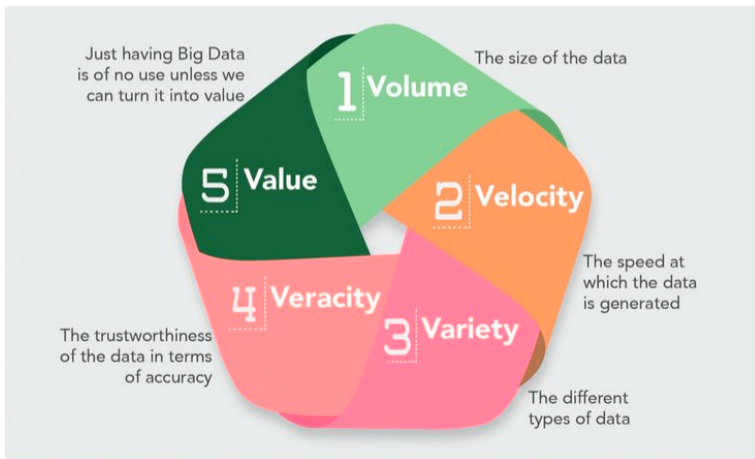 1 Volume
The size of the data
2 Velocity
The speed at
which the data
is generated
3 Variety
The different
types of data
4 Veracity
The trustworthiness
of the data in terms
of accuracy
5 Value
Just having Big Data
is of no use unless we
can turn it into value